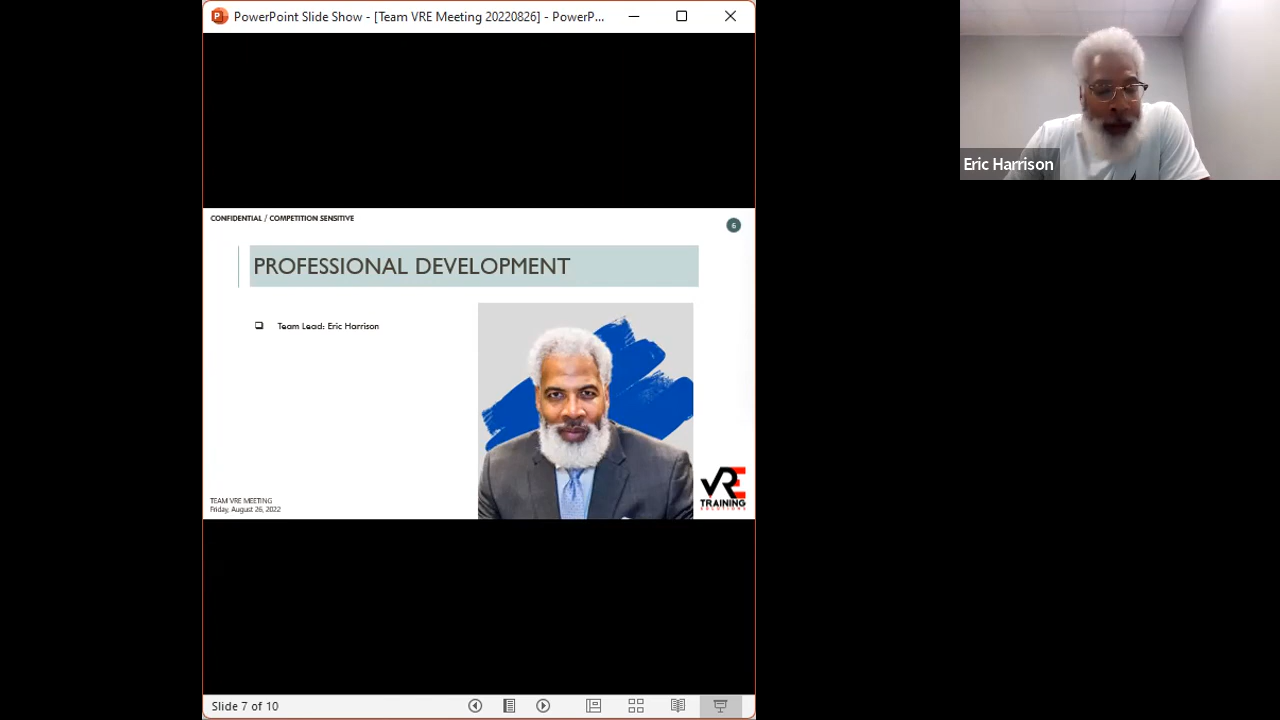 PowerPoint Slide Show - [Team VRE Meeting 20220826] - PowerP...
CONFIDENTIAL / COMPETITION SENSITIVE
6
PROFESSIONAL DEVELOPMENT
Team Lead: Eric Harrison
VRE
TRAINING
SOLUTIONS
TEAM VRE MEETING
Friday, August 26, 2022
Slide 7 of 10
Eric Harrison